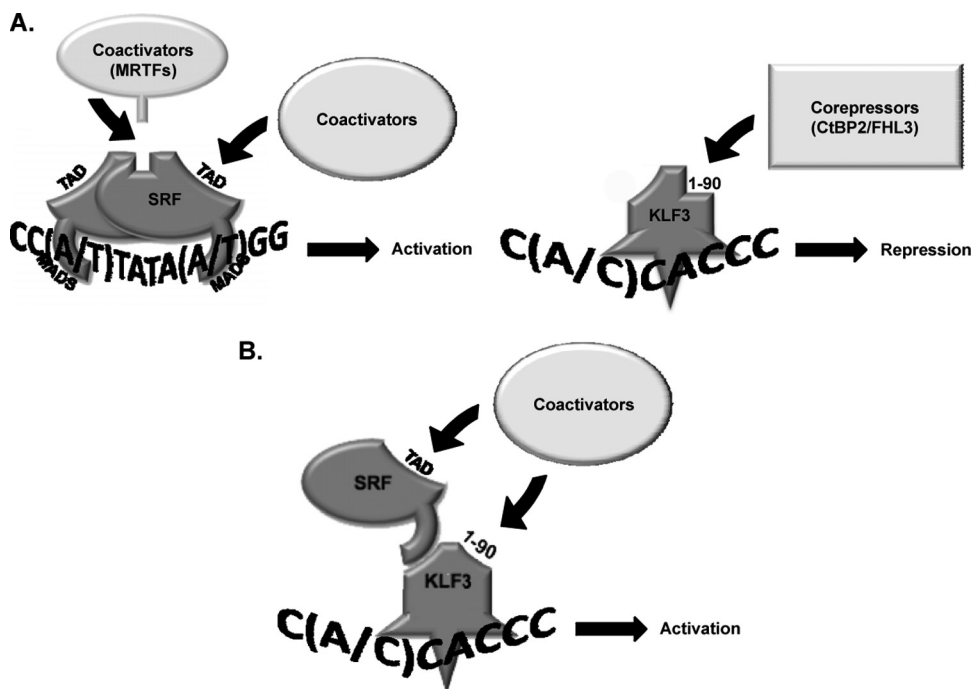 A.
Coactivators
(MRTFs)
Coactivators
Corepressors
(CtBP2/FHL3)
TAD
TAD
SRF
1-90
KLF3
CC(A/T)TATA(A/T)GG
MADS
MADS
Activation
C(A/C)CACCC
Repression
B.
Coactivators
TAD
SRF
1-90
KLF3
C(A/C)CACCC
Activation